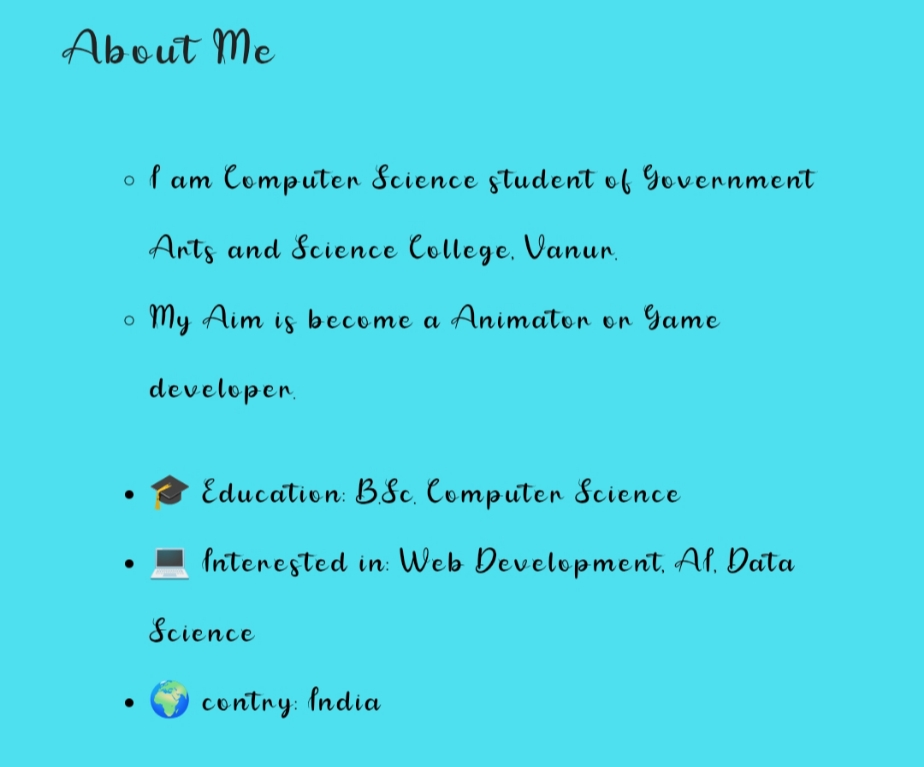 About Me
I am Computer Science student of Government
Arts and Science College, Vanur.
My Aim is become a Animator or Game
developer.
🎓 Education: B.Sc. Computer Science
💻 Interested in: Web Development, AI, Data
Science
🌍 contry: India